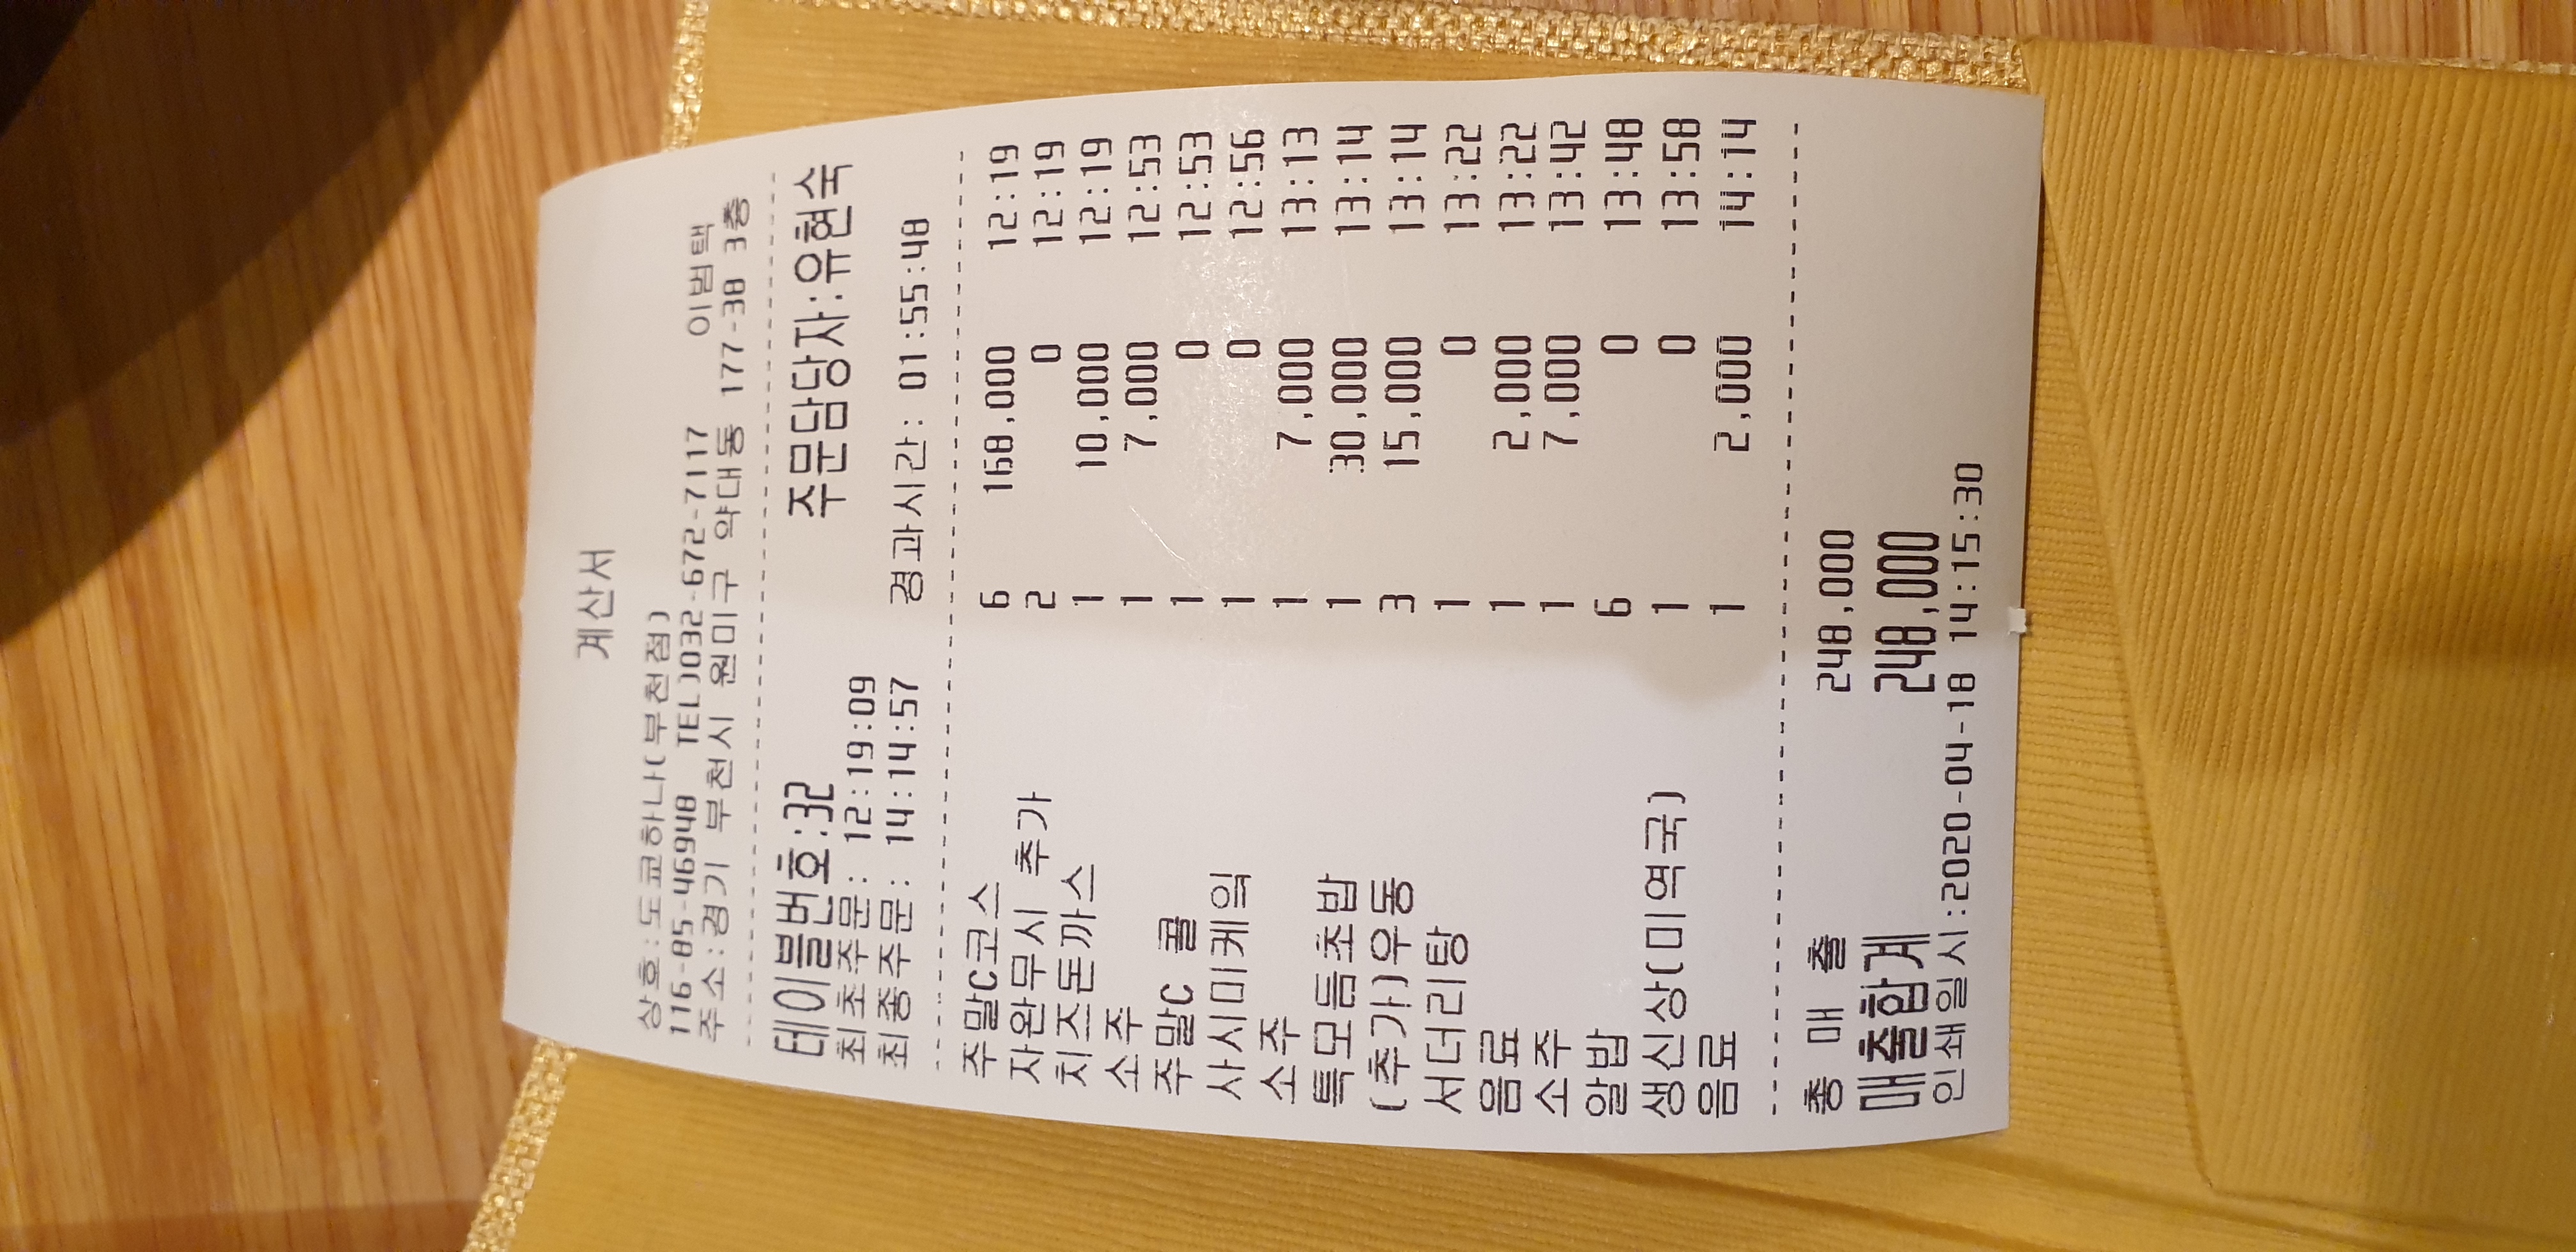 계산서
상호:도쿄하나(부천점) 이범택
116-85-46948 TEL)032-672-7117
주소:경기 부천시 원미구 약대동 177-38 3층
테이블번호:32 주문담당자:유현숙
최초주문: 12:19:09
최종주문: 14:14:57 경과시간: 01:55:48
주말C코스 6 168,000 12:19
자완무시 추가 2 0 12:19
치즈돈까스 1 10,000 12:19
소주 1 7,000 12:53
주말C 콜 1 0 12:53
사시미케잌 1 0 12:56
소주 1 7,000 13:13
특모듬초밥 1 30,000 13:14
(추가)우동 3 15,000 13:14
서더리탕 1 0 13:22
음료 1 2,000 13:22
소주 1 7,000 13:42
알밥 6 0 13:48
생신상(미역국) 1 0 13:58
음료 1 2,000 14:14
총 매 출 248,000
매출합계 248,000
인쇄일시:2020-04-18 14:15:30